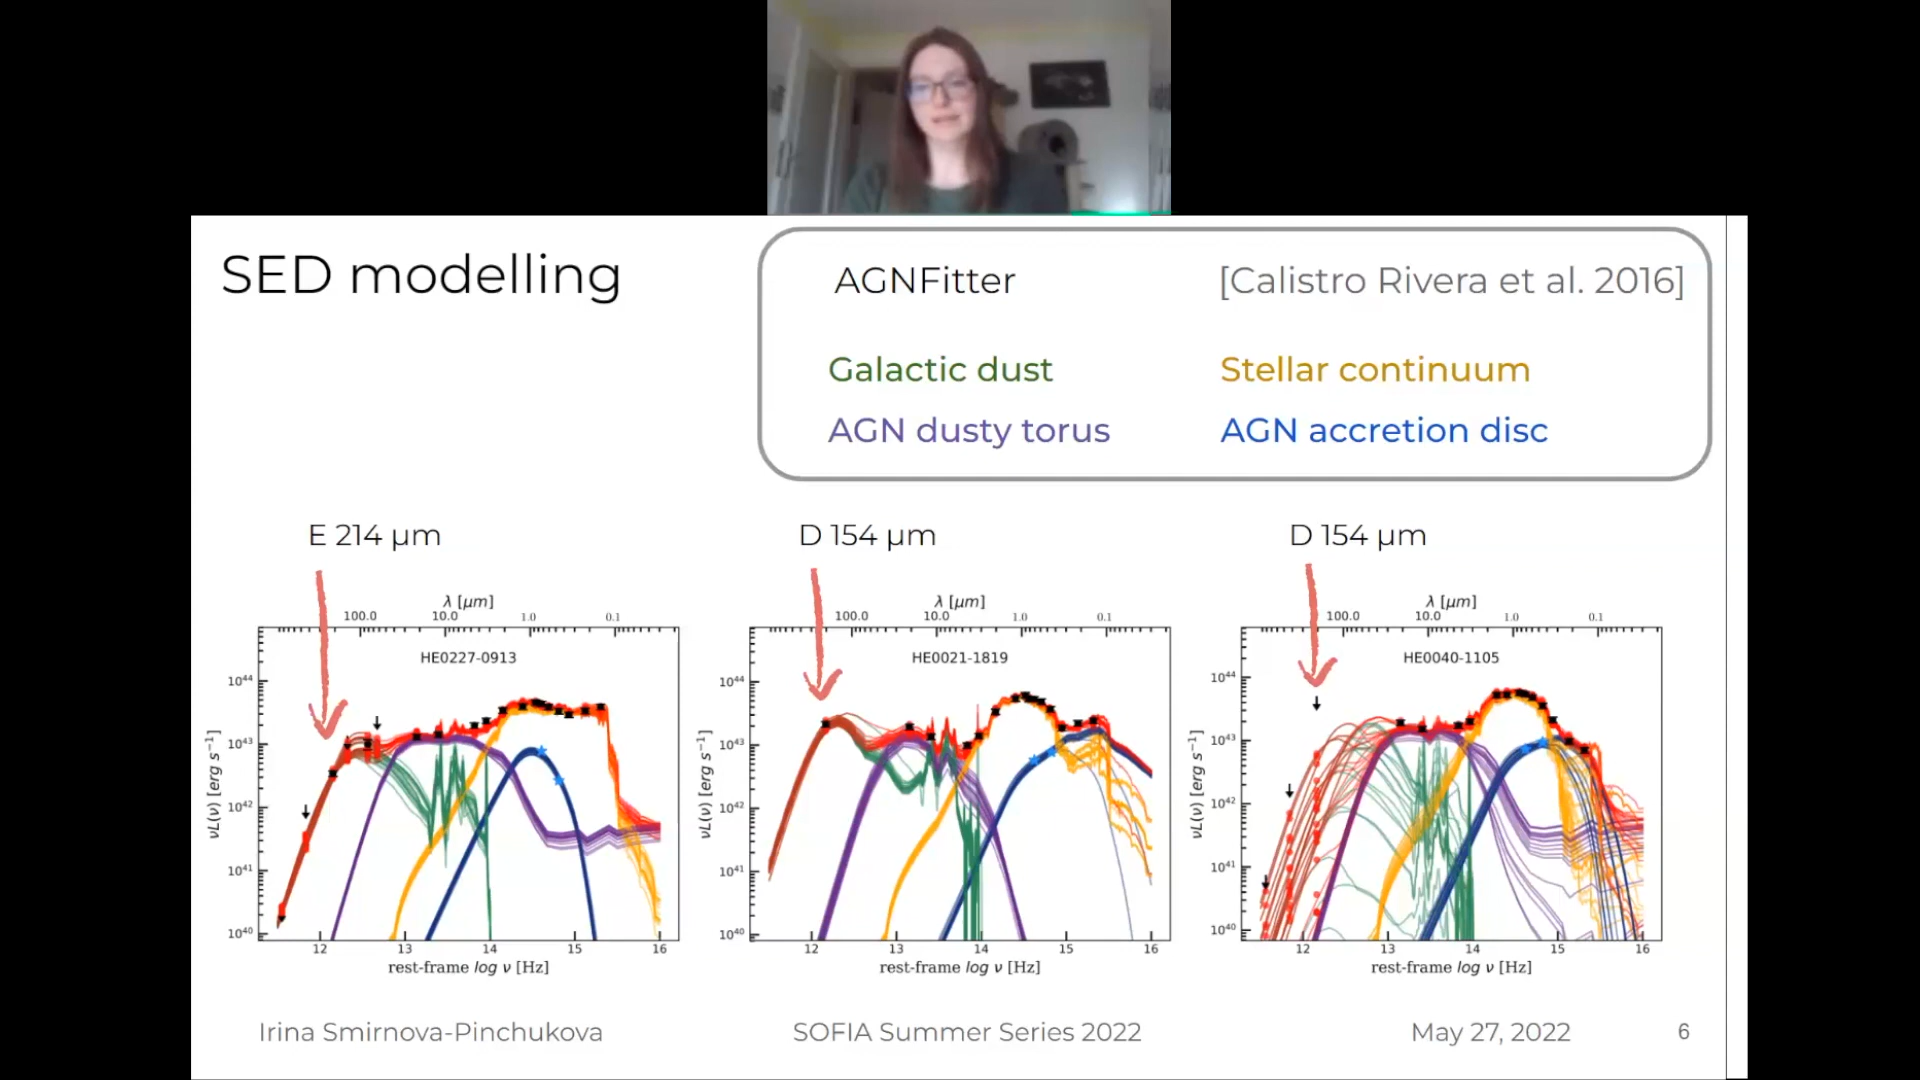 SED modelling
AGNFitter [Calistro Rivera et al. 2016]
Galactic dust Stellar continuum
AGN dusty torus AGN accretion disc
E 214 µm D 154 µm D 154 µm
λ [μm] λ [μm] λ [μm]
100.0 10.0 1.0 0.1 100.0 10.0 1.0 0.1 100.0 10.0 1.0 0.1
HE0227-0913 HE0021-1819 HE0040-1105
10⁴⁴ 10⁴⁴ 10⁴⁴
10⁴³ 10⁴³ 10⁴³
νL(ν) [erg s⁻¹] νL(ν) [erg s⁻¹] νL(ν) [erg s⁻¹]
10⁴² 10⁴² 10⁴²
10⁴¹ 10⁴¹ 10⁴¹
10⁴⁰ 10⁴⁰ 10⁴⁰
12 13 14 15 16 12 13 14 15 16 12 13 14 15 16
rest-frame log ν [Hz] rest-frame log ν [Hz] rest-frame log ν [Hz]
Irina Smirnova-Pinchukova SOFIA Summer Series 2022 May 27, 2022 6